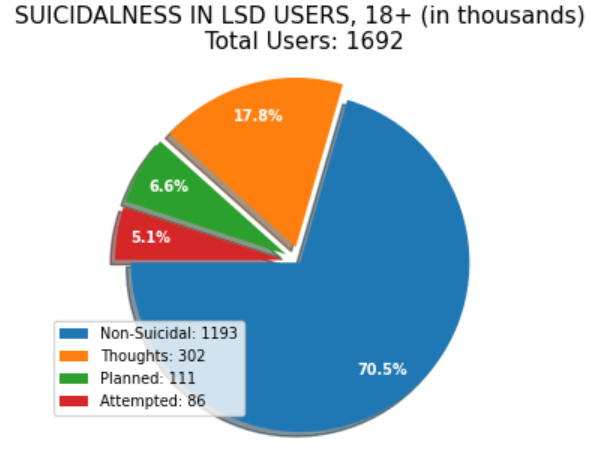 SUICIDALNESS IN LSD USERS, 18+ (in thousands)
Total Users: 1692
17.8%
6.6%
5.1%
70.5%
Non-Suicidal: 1193
Thoughts: 302
Planned: 111
Attempted: 86